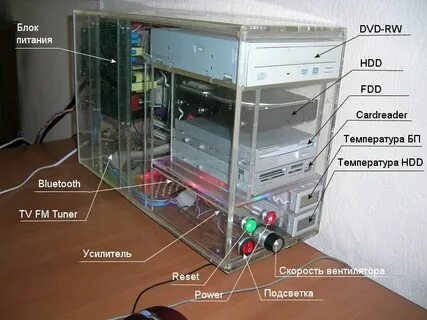 Блок
питания
DVD-RW
HDD
FDD
Cardreader
Температура БП
Температура HDD
Bluetooth
TV FM Tuner
Усилитель
Reset
Power
Подсветка
Скорость вентилятора